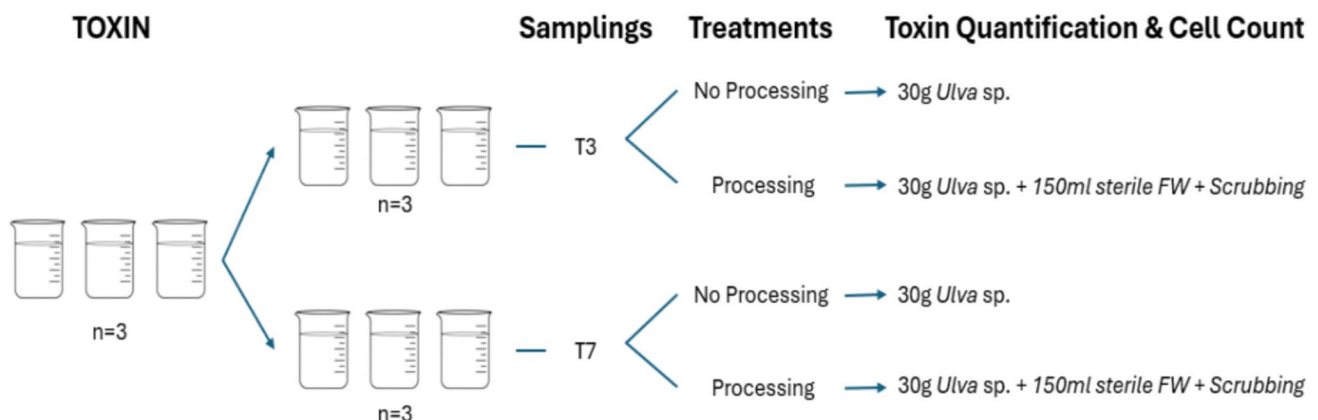 TOXIN
Samplings
Treatments
Toxin Quantification & Cell Count
No Processing
30g Ulva sp.
T3
Processing
30g Ulva sp. + 150ml sterile FW + Scrubbing
n=3
n=3
No Processing
30g Ulva sp.
T7
Processing
30g Ulva sp. + 150ml sterile FW + Scrubbing
n=3